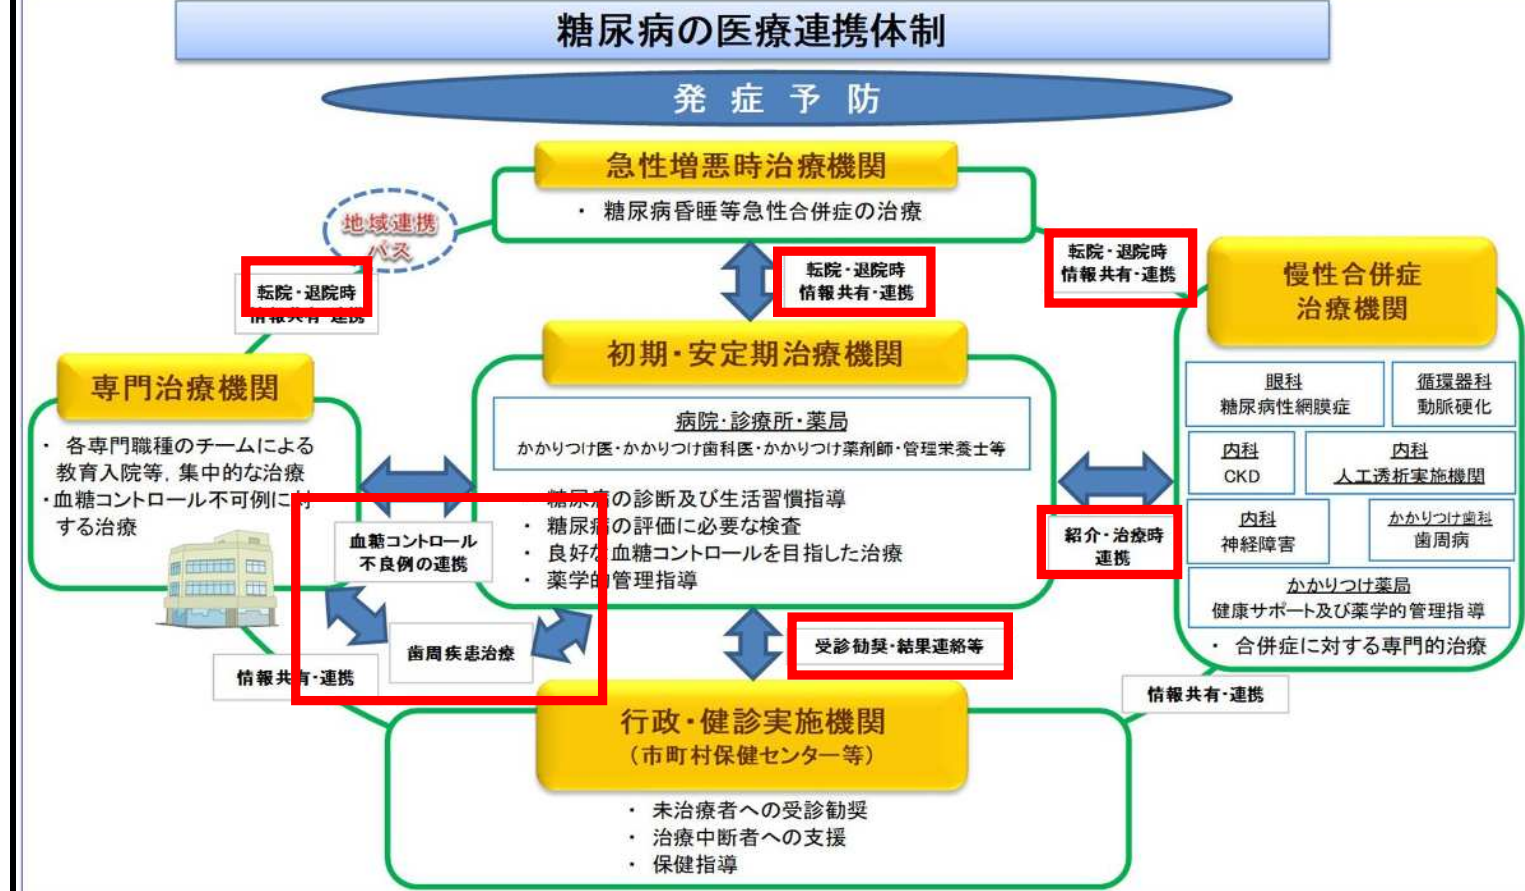 糖尿病の医療連携体制
発症予防
急性増悪時治療機関
・ 糖尿病昏睡等急性合併症の治療
地域連携
パス
転院・退院時
情報共有・連携
転院・退院時
情報共有・連携
転院・退院時
情報共有・連携
慢性合併症
治療機関
眼科
糖尿病性網膜症
循環器科
動脈硬化
内科
CKD
内科
人工透析実施機関
内科
神経障害
かかりつけ歯科
歯周病
かかりつけ薬局
健康サポート及び薬学的管理指導
・ 合併症に対する専門的治療
初期・安定期治療機関
病院・診療所・薬局
かかりつけ医・かかりつけ歯科医・かかりつけ薬剤師・管理栄養士等
・ 糖尿病の診断及び生活習慣指導
・ 糖尿病の評価に必要な検査
・ 良好な血糖コントロールを目指した治療
・ 薬学的管理指導
専門治療機関
・ 各専門職種のチームによる
教育入院等，集中的な治療
・血糖コントロール不可例に対
する治療
血糖コントロール
不良例の連携
紹介・治療時
連携
歯周疾患治療
受診勧奨・結果連絡等
情報共有・連携
情報共有・連携
行政・健診実施機関
（市町村保健センター等）
・ 未治療者への受診勧奨
・ 治療中断者への支援
・ 保健指導